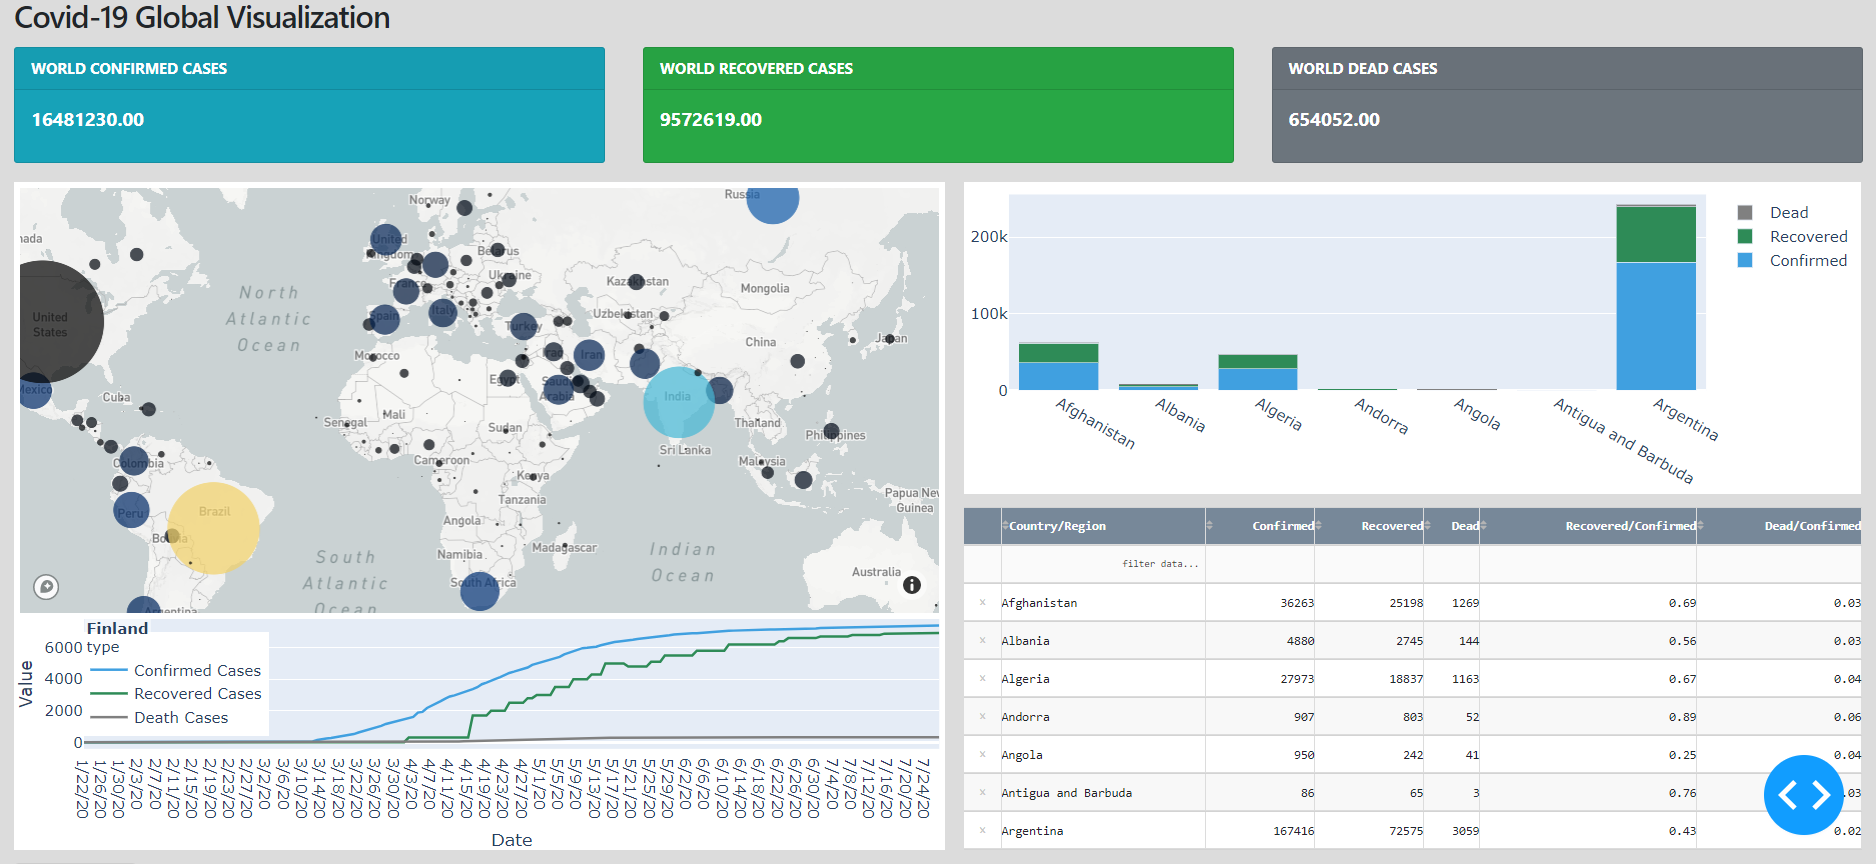 Covid-19 Global Visualization
WORLD CONFIRMED CASES
16481230.00
WORLD RECOVERED CASES
9572619.00
WORLD DEAD CASES
654052.00
nada
United
States
Mexico
Cuba
Colombia
Peru
Brazil
Bolivia
Argentina
North
Atlantic
Ocean
South
Atlantic
Ocean
Norway
United
Kingdom
Belarus
Ukraine
France
Spain
Italy
Turkey
Morocco
Iraq
Iran
Egypt
Saudi
Arabia
Mali
Senegal
Sudan
Cameroon
Kenya
Tanzania
Angola
Namibia
Madagascar
South Africa
Russia
Kazakhstan
Uzbekistan
Mongolia
China
Japan
India
Thailand
Philippines
Sri Lanka
Malaysia
Papua New
Guinea
Indian
Ocean
Australia
Finland
type
Confirmed Cases
Recovered Cases
Death Cases
6000
4000
2000
0
Value
1/22/20
1/26/20
1/30/20
2/3/20
2/7/20
2/11/20
2/15/20
2/19/20
2/23/20
2/27/20
3/2/20
3/6/20
3/10/20
3/14/20
3/18/20
3/22/20
3/26/20
3/30/20
4/3/20
4/7/20
4/11/20
4/15/20
4/19/20
4/23/20
4/27/20
5/1/20
5/5/20
5/9/20
5/13/20
5/17/20
5/21/20
5/25/20
5/29/20
6/2/20
6/6/20
6/10/20
6/14/20
6/18/20
6/22/20
6/26/20
6/30/20
7/4/20
7/8/20
7/12/20
7/16/20
7/20/20
7/24/20
Date
200k
100k
0
Afghanistan
Albania
Algeria
Andorra
Angola
Antigua and Barbuda
Argentina
Dead
Recovered
Confirmed
Country/Region Confirmed Recovered Dead Recovered/Confirmed Dead/Confirmed
filter data...
x Afghanistan 36263 25198 1269 0.69 0.03
x Albania 4880 2745 144 0.56 0.03
x Algeria 27973 18837 1163 0.67 0.04
x Andorra 907 803 52 0.89 0.06
x Angola 950 242 41 0.25 0.04
x Antigua and Barbuda 86 65 3 0.76 .03
x Argentina 167416 72575 3059 0.43 0.02